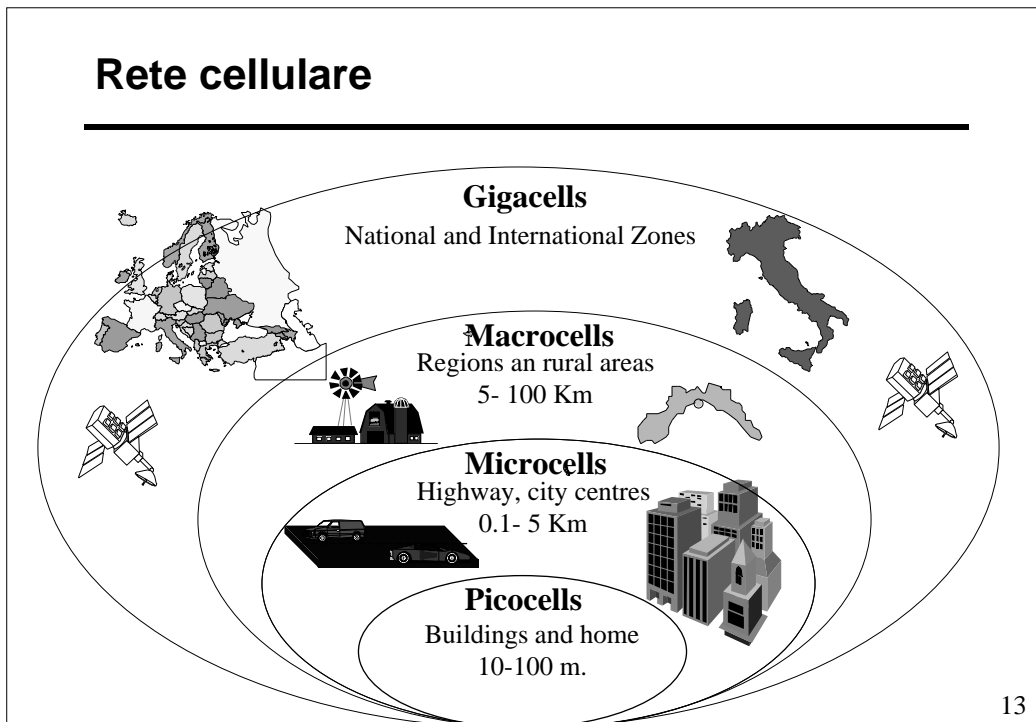 Rete cellulare
Gigacells
National and International Zones
Macrocells
Regions an rural areas
5- 100 Km
Microcells
Highway, city centres
0.1- 5 Km
Picocells
Buildings and home
10-100 m.
13